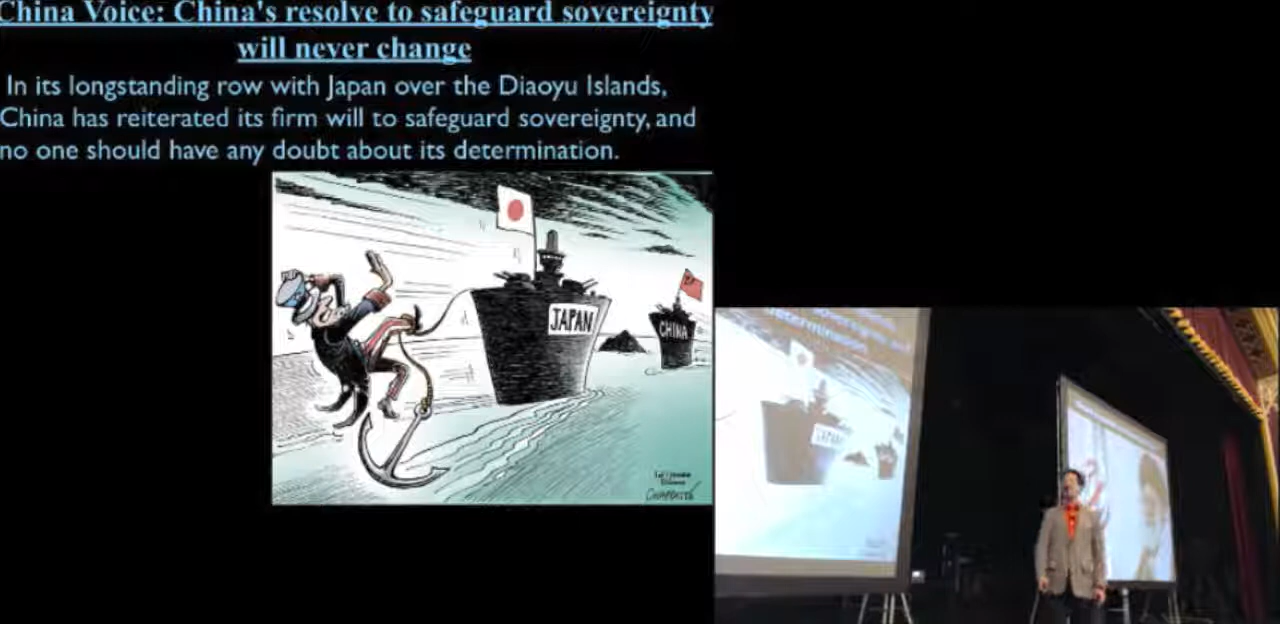 China Voice: China's resolve to safeguard sovereignty
will never change
In its longstanding row with Japan over the Diaoyu Islands,
China has reiterated its firm will to safeguard sovereignty, and
no one should have any doubt about its determination.
JAPAN
CHINA
determination
JAPAN